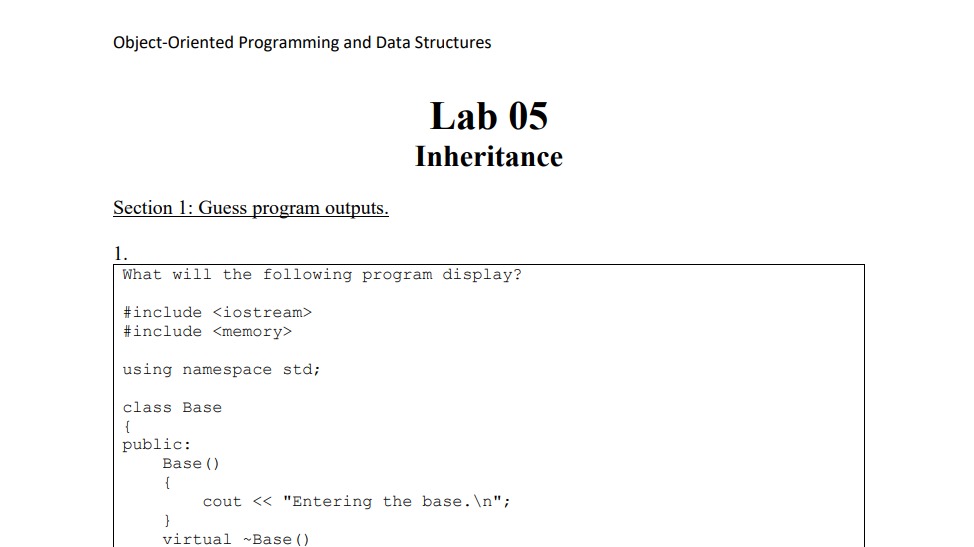 Object-Oriented Programming and Data Structures
Lab 05
Inheritance
Section 1: Guess program outputs.
1.
What will the following program display?
#include <iostream>
#include <memory>
using namespace std;
class Base
{
public:
Base()
{
cout << "Entering the base.\n";
}
virtual ~Base()